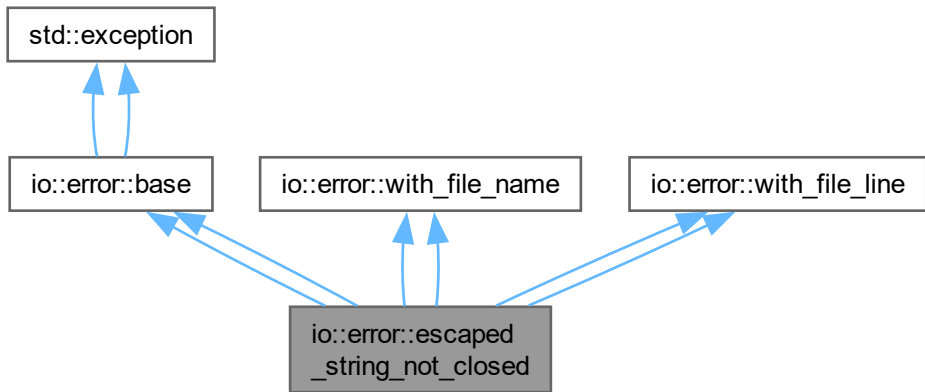 std::exception
io::error::base
io::error::with_file_name
io::error::with_file_line
io::error::escaped
_string_not_closed